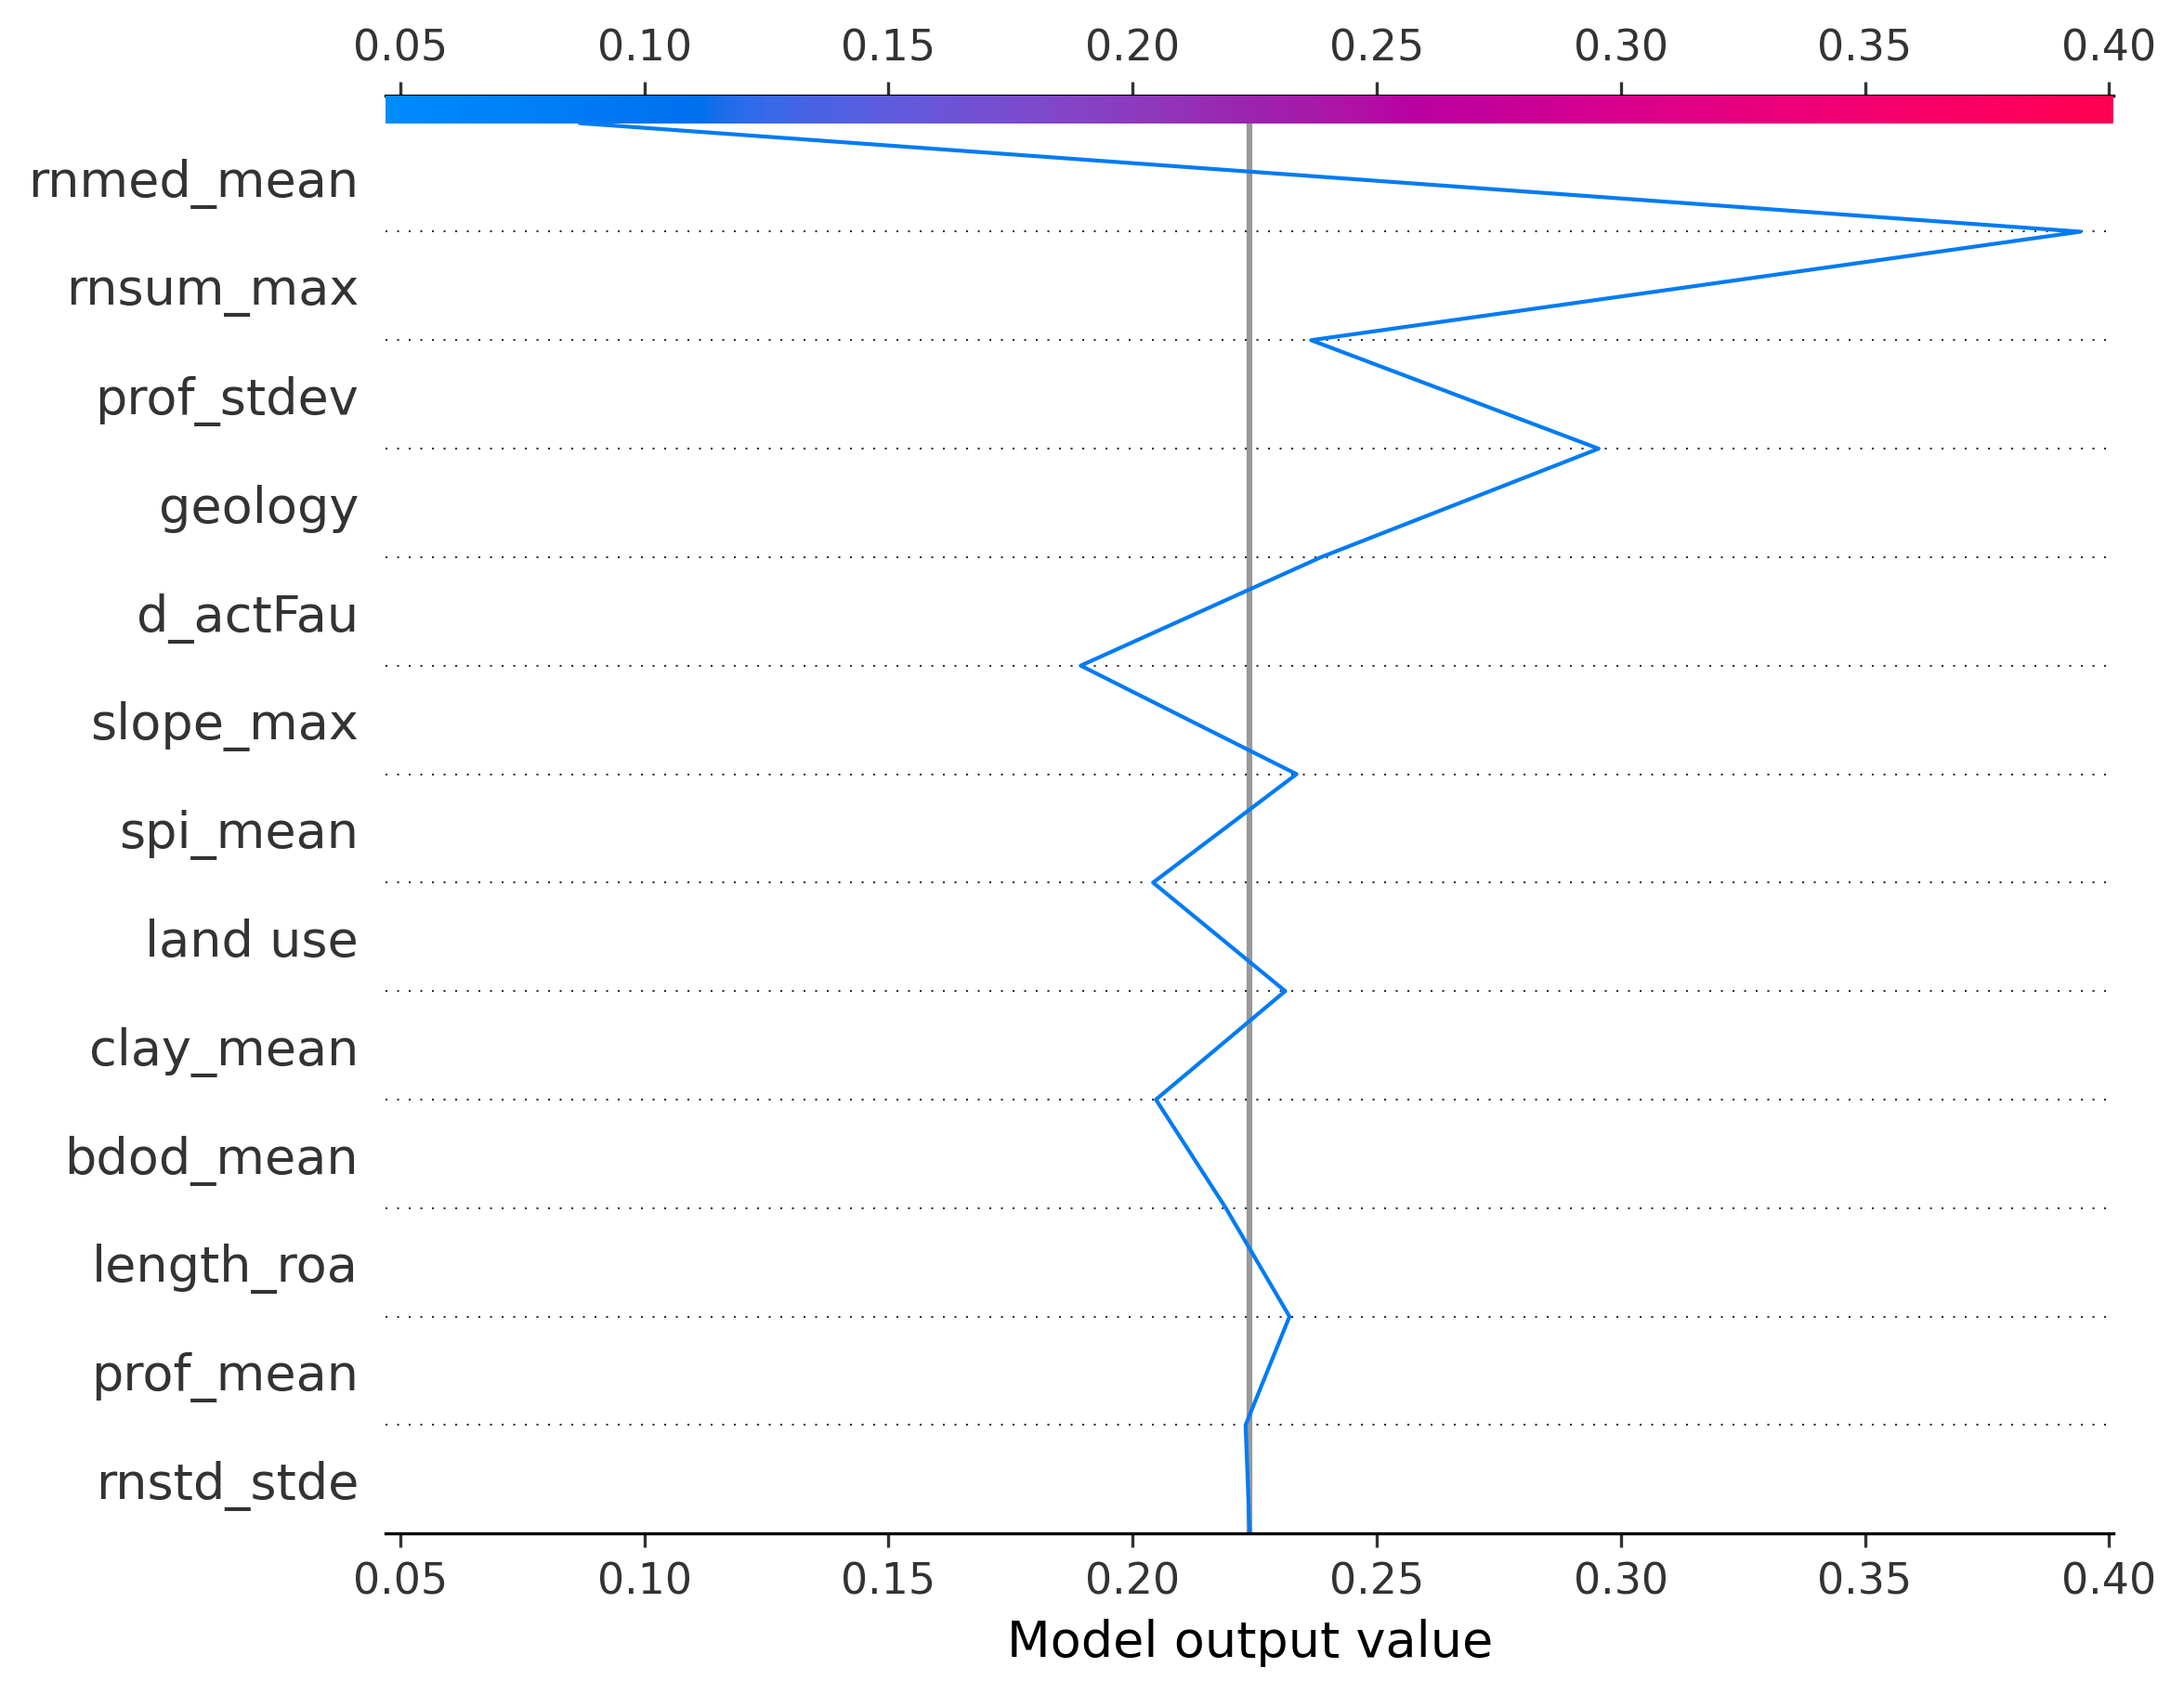 0.05 0.10 0.15 0.20 0.25 0.30 0.35 0.40
rnmed_mean
rnsum_max
prof_stdev
geology
d_actFau
slope_max
spi_mean
land use
clay_mean
bdod_mean
length_roa
prof_mean
rnstd_stde
0.05 0.10 0.15 0.20 0.25 0.30 0.35 0.40
Model output value